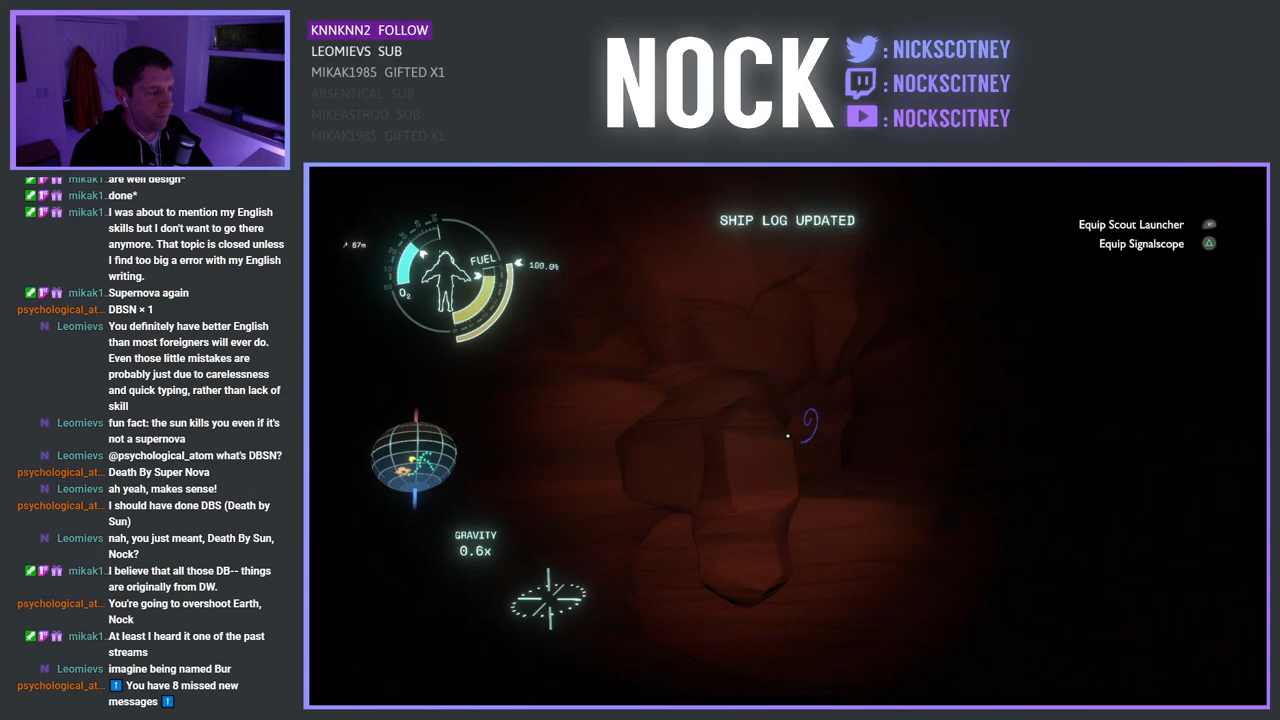 KNNKNN2 FOLLOW
LEOMIEVS SUB
MIKAK1985 GIFTED X1
ARSENTICAL SUB
MIKEASTROD SUB
MIKAK1985 GIFTED X1
NOCK
: NICKSCOTNEY
: NOCKSCITNEY
: NOCKSCITNEY
mikak1.. are well design*
mikak1.. done*
mikak1.. I was about to mention my English
skills but I don't want to go there
anymore. That topic is closed unless
I find too big a error with my English
writing.
mikak1.. Supernova again
psychological_at... DBSN × 1
Leomievs You definitely have better English
than most foreigners will ever do.
Even those little mistakes are
probably just due to carelessness
and quick typing, rather than lack of
skill
Leomievs fun fact: the sun kills you even if it's
not a supernova
Leomievs @psychological_atom what's DBSN?
psychological_at... Death By Super Nova
Leomievs ah yeah, makes sense!
psychological_at... I should have done DBS (Death by
Sun)
Leomievs nah, you just meant, Death By Sun,
Nock?
mikak1.. I believe that all those DB-- things
are originally from DW.
psychological_at... You're going to overshoot Earth,
Nock
mikak1.. At least I heard it one of the past
streams
Leomievs imagine being named Bur
psychological_at... You have 8 missed new
messages
SHIP LOG UPDATED
Equip Scout Launcher
Equip Signalscope
67m
FUEL
100.0%
O2
GRAVITY
0.6x